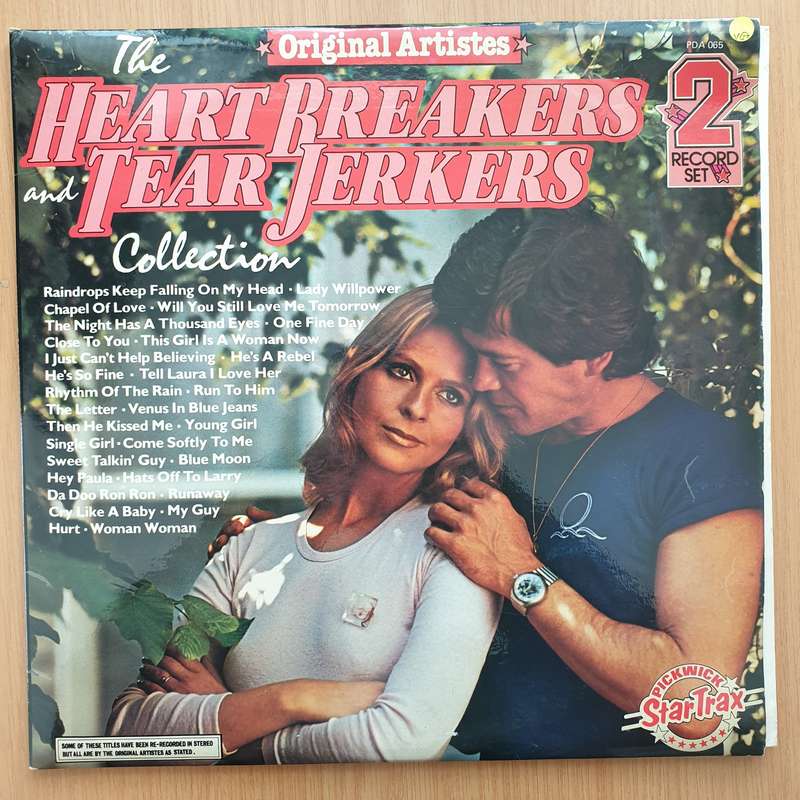 The
Original Artistes
PDA 065
HEART BREAKERS
and TEAR JERKERS
Collection
2
RECORD
SET
Raindrops Keep Falling On My Head • Lady Willpower
Chapel Of Love • Will You Still Love Me Tomorrow
The Night Has A Thousand Eyes • One Fine Day
Close To You • This Girl Is A Woman Now
I Just Can't Help Believing • He's A Rebel
He's So Fine • Tell Laura I Love Her
Rhythm Of The Rain • Run To Him
The Letter • Venus In Blue Jeans
Then He Kissed Me • Young Girl
Single Girl • Come Softly To Me
Sweet Talkin' Guy • Blue Moon
Hey Paula • Hats Off To Larry
Da Doo Ron Ron • Runaway
Cry Like A Baby • My Guy
Hurt • Woman Woman
PICKWICK
StarTrax
SOME OF THESE TITLES HAVE BEEN RE-RECORDED IN STEREO
BUT ALL ARE BY THE ORIGINAL ARTISTES AS STATED.